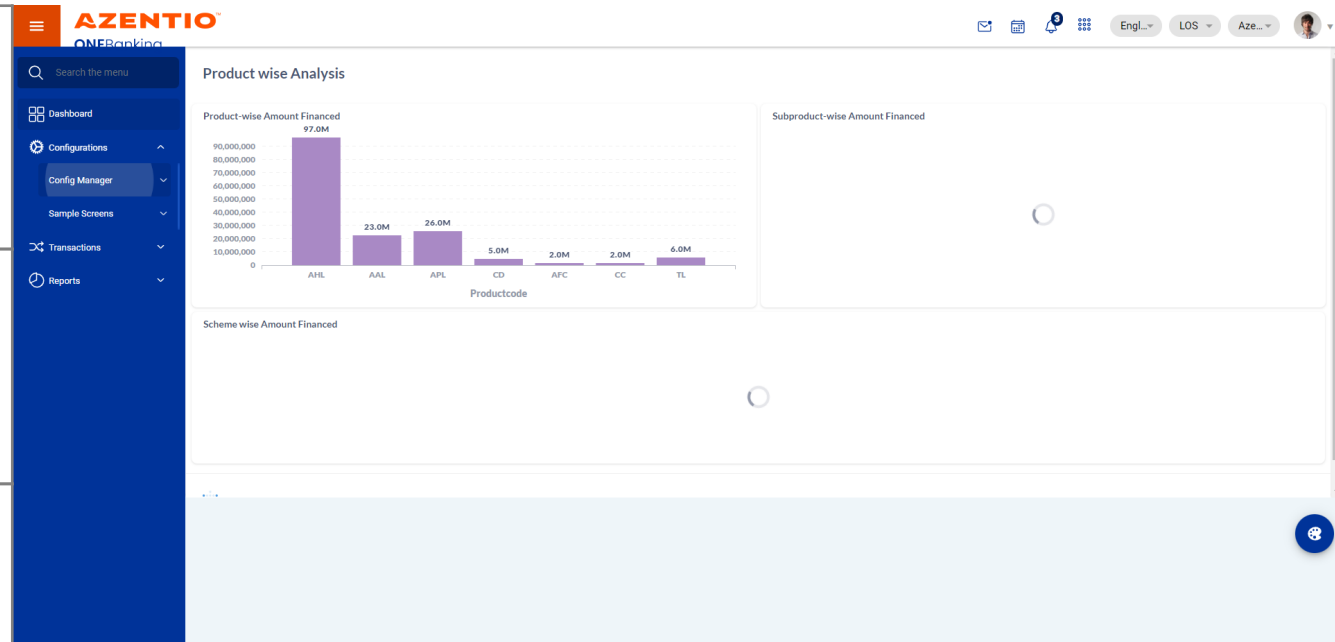 AZENTIO
ONEBanking
3
Engl...
LOS
Aze...
Search the menu
Dashboard
Configurations
Config Manager
Sample Screens
Transactions
Reports
Product wise Analysis
Product-wise Amount Financed
97.0M
90,000,000
80,000,000
70,000,000
60,000,000
50,000,000
40,000,000
30,000,000
20,000,000
10,000,000
0
23.0M
26.0M
5.0M
2.0M
2.0M
6.0M
AHL AAL APL CD AFC CC TL
Productcode
Subproduct-wise Amount Financed
Scheme wise Amount Financed